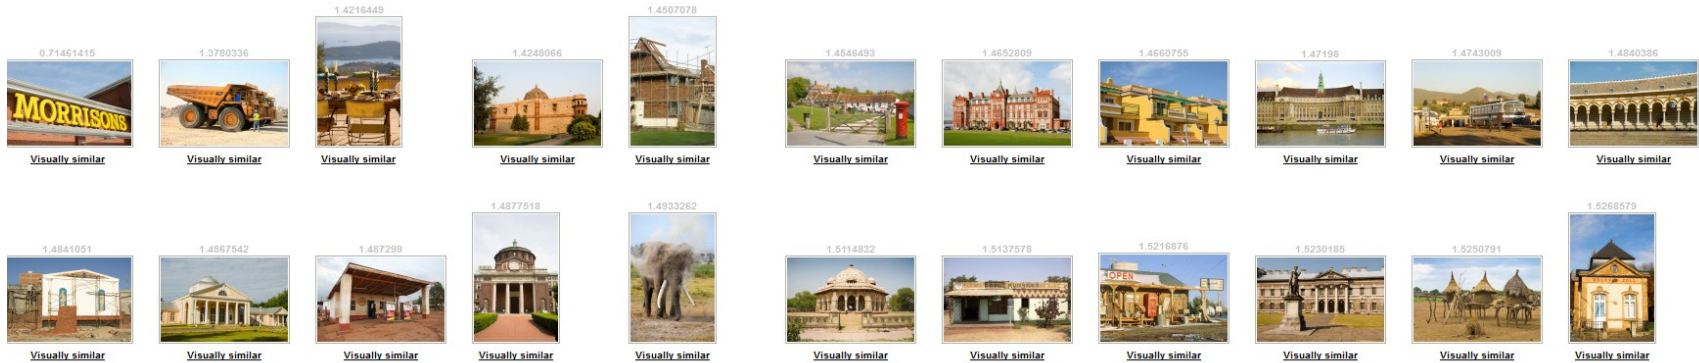 1.4216449
1.4507078
0.71461415
1.3780336
1.4248066
1.4546493
1.4652809
1.4660755
1.47198
1.4743009
1.4840386
MORRISONS
Visually similar
Visually similar
Visually similar
Visually similar
Visually similar
Visually similar
Visually similar
Visually similar
Visually similar
Visually similar
Visually similar
1.4877518
1.4933262
1.5268579
1.4841051
1.4867542
1.487299
1.5114832
1.5137578
1.5216876
1.5230185
1.5250791
OPEN
Visually similar
Visually similar
Visually similar
Visually similar
Visually similar
Visually similar
Visually similar
Visually similar
Visually similar
Visually similar
Visually similar